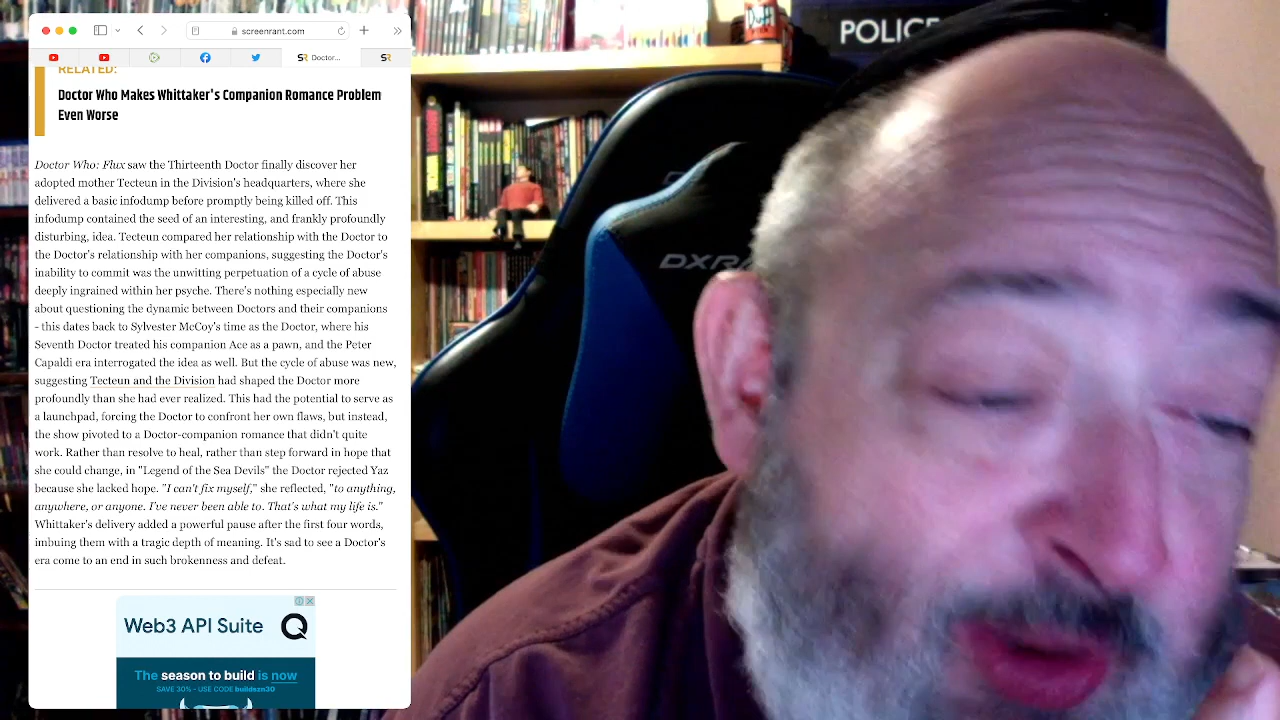 screenrant.com
SR Doctor...
SR
RELATED:
Doctor Who Makes Whittaker's Companion Romance Problem
Even Worse
Doctor Who: Flux saw the Thirteenth Doctor finally discover her
adopted mother Tecteun in the Division's headquarters, where she
delivered a basic infodump before promptly being killed off. This
infodump contained the seed of an interesting, and frankly profoundly
disturbing, idea. Tecteun compared her relationship with the Doctor to
the Doctor's relationship with her companions, suggesting the Doctor's
inability to commit was the unwitting perpetuation of a cycle of abuse
deeply ingrained within her psyche. There's nothing especially new
about questioning the dynamic between Doctors and their companions
- this dates back to Sylvester McCoy's time as the Doctor, where his
Seventh Doctor treated his companion Ace as a pawn, and the Peter
Capaldi era interrogated the idea as well. But the cycle of abuse was new,
suggesting Tecteun and the Division had shaped the Doctor more
profoundly than she had ever realized. This had the potential to serve as
a launchpad, forcing the Doctor to confront her own flaws, but instead,
the show pivoted to a Doctor-companion romance that didn't quite
work. Rather than resolve to heal, rather than step forward in hope that
she could change, in "Legend of the Sea Devils" the Doctor rejected Yaz
because she lacked hope. "I can't fix myself," she reflected, "to anything,
anywhere, or anyone. I've never been able to. That's what my life is."
Whittaker's delivery added a powerful pause after the first four words,
imbuing them with a tragic depth of meaning. It's sad to see a Doctor's
era come to an end in such brokenness and defeat.
Web3 API Suite
The season to build is now
SAVE 30% - USE CODE buildszn30
Duff
POLICE
DXRA